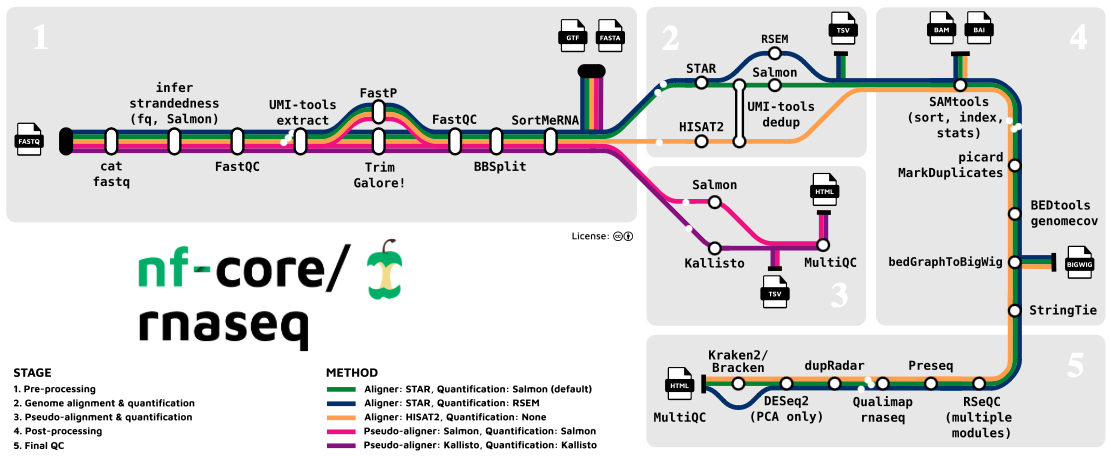 1
2
3
4
5
FASTQ
cat
fastq
infer
strandedness
(fq, Salmon)
FastQC
UMI-tools
extract
FastP
Trim
Galore!
FastQC
BBSplit
SortMeRNA
GTF
FASTA
STAR
RSEM
Salmon
HISAT2
UMI-tools
dedup
TSV
Salmon
Kallisto
TSV
HTML
MultiQC
BAM
BAI
SAMtools
(sort, index,
stats)
picard
MarkDuplicates
BEDtools
genomecov
bedGraphToBigWig
BIGWIG
StringTie
RSeQC
(multiple
modules)
Preseq
Qualimap
rnaseq
dupRadar
DESeq2
(PCA only)
Kraken2/
Bracken
HTML
MultiQC
License:
nf-core/
rnaseq
STAGE
1. Pre-processing
2. Genome alignment & quantification
3. Pseudo-alignment & quantification
4. Post-processing
5. Final QC
METHOD
Aligner: STAR, Quantification: Salmon (default)
Aligner: STAR, Quantification: RSEM
Aligner: HISAT2, Quantification: None
Pseudo-aligner: Salmon, Quantification: Salmon
Pseudo-aligner: Kallisto, Quantification: Kallisto